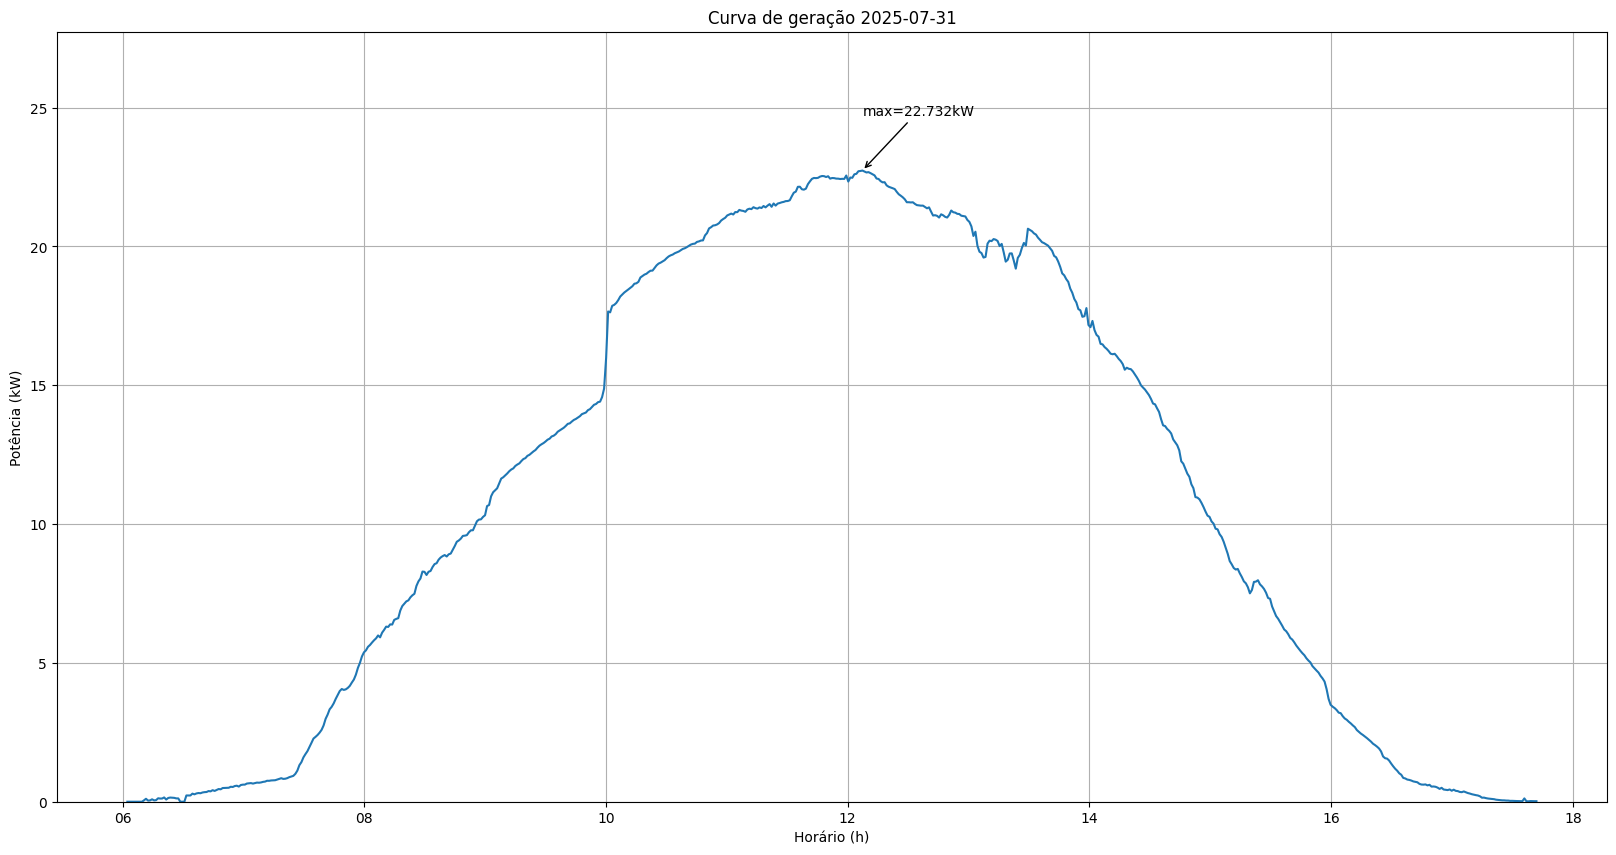 Curva de geração 2025-07-31
max=22.732kW
Potência (kW)
25
20
15
10
5
0
06 08 10 12 14 16 18
Horário (h)